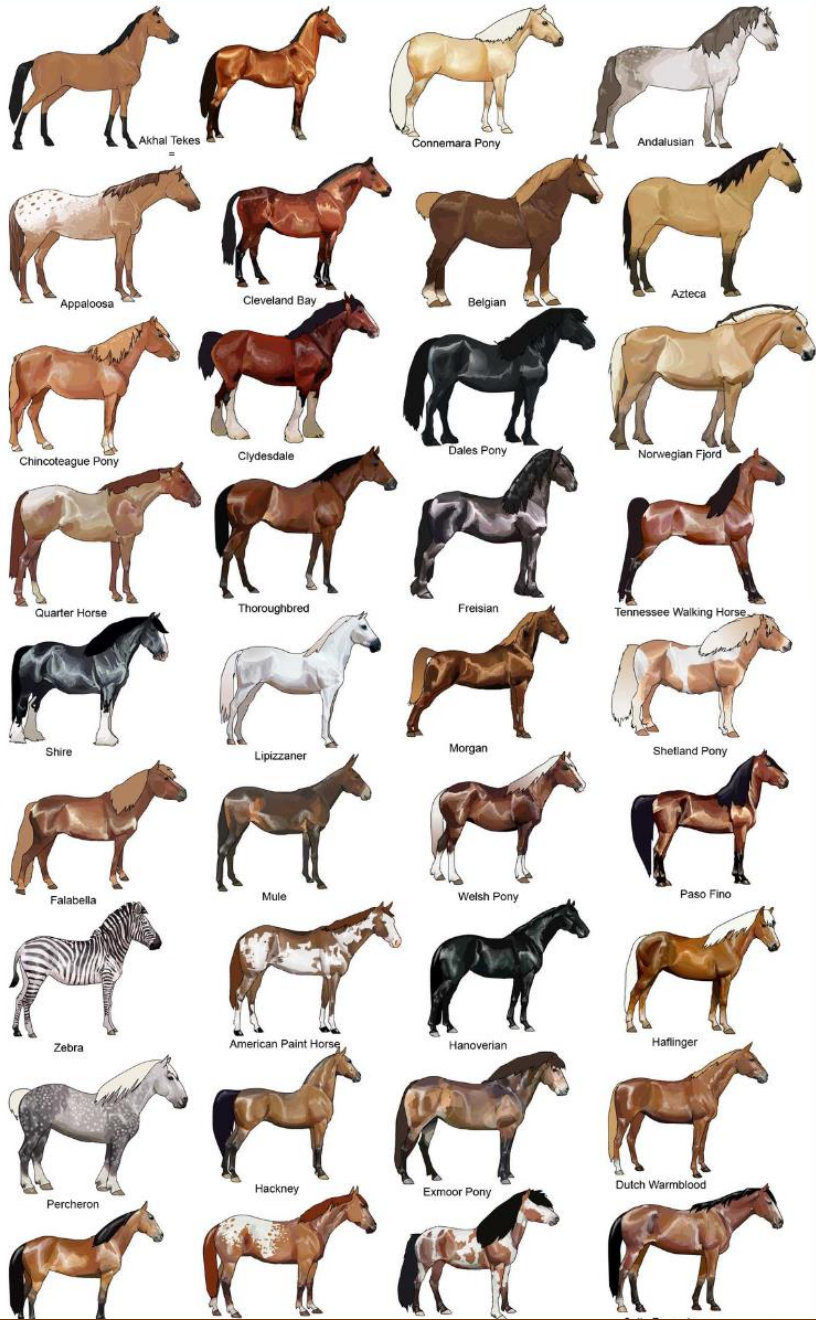 Akhal Tekes
=
Connemara Pony
Andalusian
Appaloosa
Cleveland Bay
Belgian
Azteca
Chincoteague Pony
Clydesdale
Dales Pony
Norwegian Fjord
Quarter Horse
Thoroughbred
Freisian
Tennessee Walking Horse
Shire
Lipizzaner
Morgan
Shetland Pony
Falabella
Mule
Welsh Pony
Paso Fino
Zebra
American Paint Horse
Hanoverian
Haflinger
Percheron
Hackney
Exmoor Pony
Dutch Warmblood